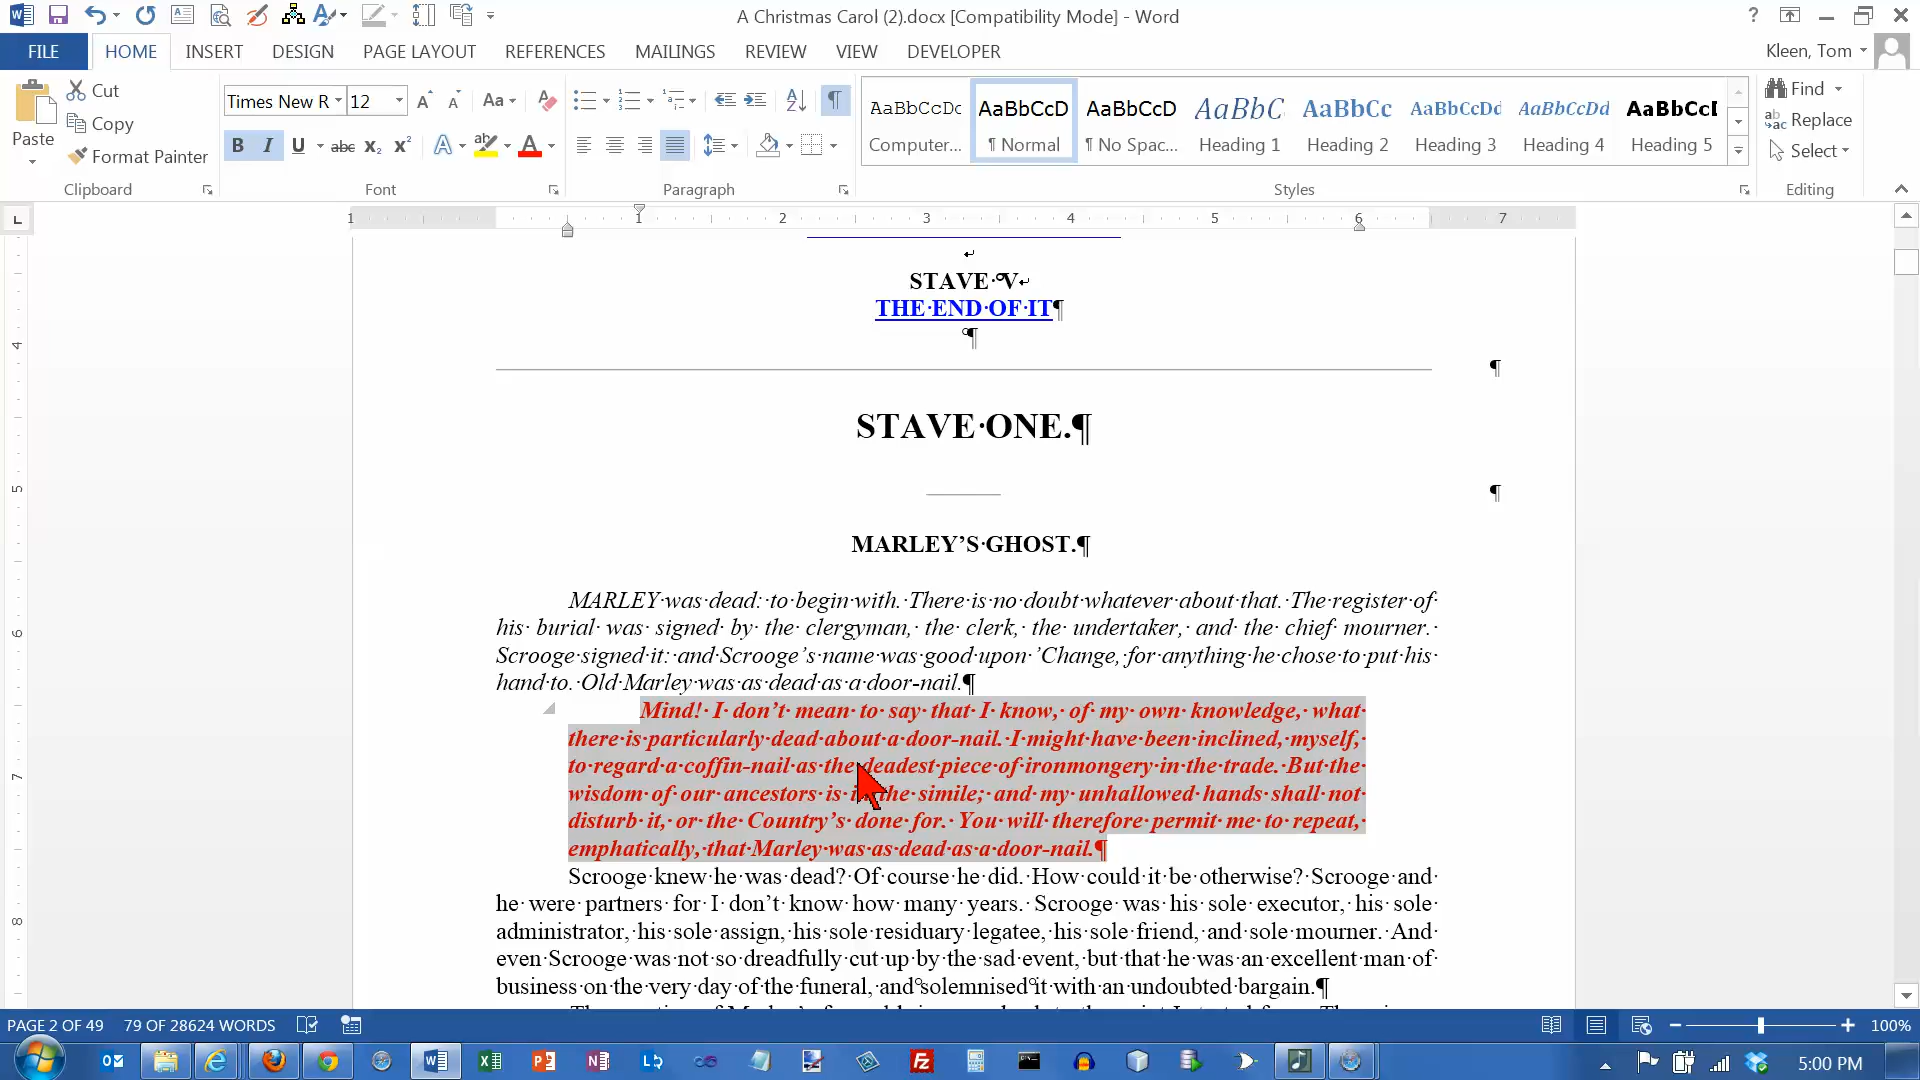 A Christmas Carol (2).docx [Compatibility Mode] - Word
FILE HOME INSERT DESIGN PAGE LAYOUT REFERENCES MAILINGS REVIEW VIEW DEVELOPER Kleen, Tom
Paste
Cut
Copy
Format Painter
Clipboard
Times New R 12
Font
Paragraph
AaBbCcDc AaBbCcD AaBbCcD AaBbC AaBbCc AaBbCcDd AaBbCcDd AaBbCcI
Computer... ¶ Normal ¶ No Spac... Heading 1 Heading 2 Heading 3 Heading 4 Heading 5
Styles
Find
Replace
Select
Editing
1 1 2 3 4 5 6 7
4
5
6
7
8
STAVE V
THE·END·OF·IT¶
¶
¶
STAVE·ONE.¶
¶
MARLEY’S·GHOST.¶
MARLEY·was·dead:·to·begin·with.·There·is·no·doubt·whatever·about·that.·The·register·of·
his·burial·was·signed·by·the·clergyman,·the·clerk,·the·undertaker,·and·the·chief·mourner.·
Scrooge·signed·it:·and·Scrooge’s·name·was·good·upon·’Change,·for·anything·he·chose·to·put·his·
hand·to.·Old·Marley·was·as·dead·as·a·door-nail.¶
Mind!·I·don’t·mean·to·say·that·I·know,·of·my·own·knowledge,·what·
there·is·particularly·dead·about·a·door-nail.·I·might·have·been·inclined,·myself,·
to·regard·a·coffin-nail·as·the·deadest·piece·of·ironmongery·in·the·trade.·But·the·
wisdom·of·our·ancestors·is·in·the·simile;·and·my·unhallowed·hands·shall·not·
disturb·it,·or·the·Country’s·done·for.·You·will·therefore·permit·me·to·repeat,·
emphatically,·that·Marley·was·as·dead·as·a·door-nail.¶
Scrooge·knew·he·was·dead?·Of·course·he·did.·How·could·it·be·otherwise?·Scrooge·and·
he·were·partners·for·I·don’t·know·how·many·years.·Scrooge·was·his·sole·executor,·his·sole·
administrator,·his·sole·assign,·his·sole·residuary·legatee,·his·sole·friend,·and·sole·mourner.·And·
even·Scrooge·was·not·so·dreadfully·cut·up·by·the·sad·event,·but·that·he·was·an·excellent·man·of·
business·on·the·very·day·of·the·funeral,·and°solemnised°it·with·an·undoubted·bargain.¶
PAGE 2 OF 49 79 OF 28624 WORDS 100%
5:00 PM